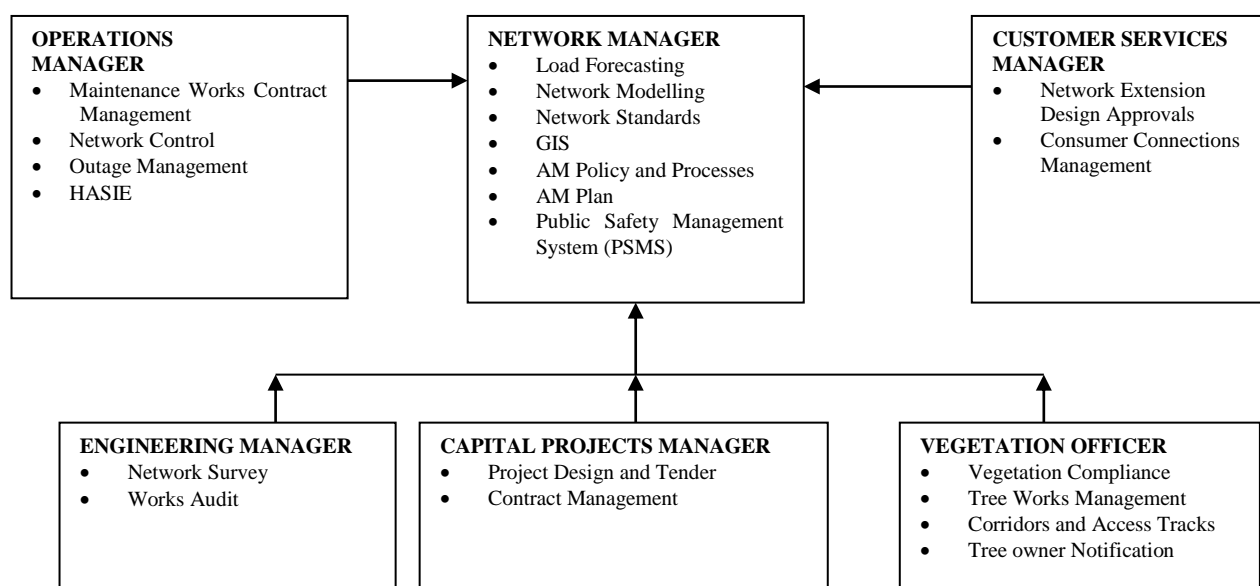 OPERATIONS
MANAGER
• Maintenance Works Contract
Management
• Network Control
• Outage Management
• HASIE
NETWORK MANAGER
• Load Forecasting
• Network Modelling
• Network Standards
• GIS
• AM Policy and Processes
• AM Plan
• Public Safety Management
System (PSMS)
CUSTOMER SERVICES
MANAGER
• Network Extension
Design Approvals
• Consumer Connections
Management
ENGINEERING MANAGER
• Network Survey
• Works Audit
CAPITAL PROJECTS MANAGER
• Project Design and Tender
• Contract Management
VEGETATION OFFICER
• Vegetation Compliance
• Tree Works Management
• Corridors and Access Tracks
• Tree owner Notification